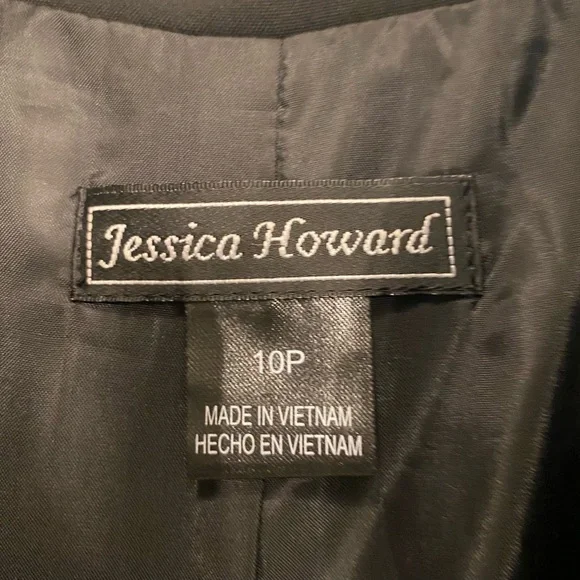 Jessica Howard
10P
MADE IN VIETNAM
HECHO EN VIETNAM